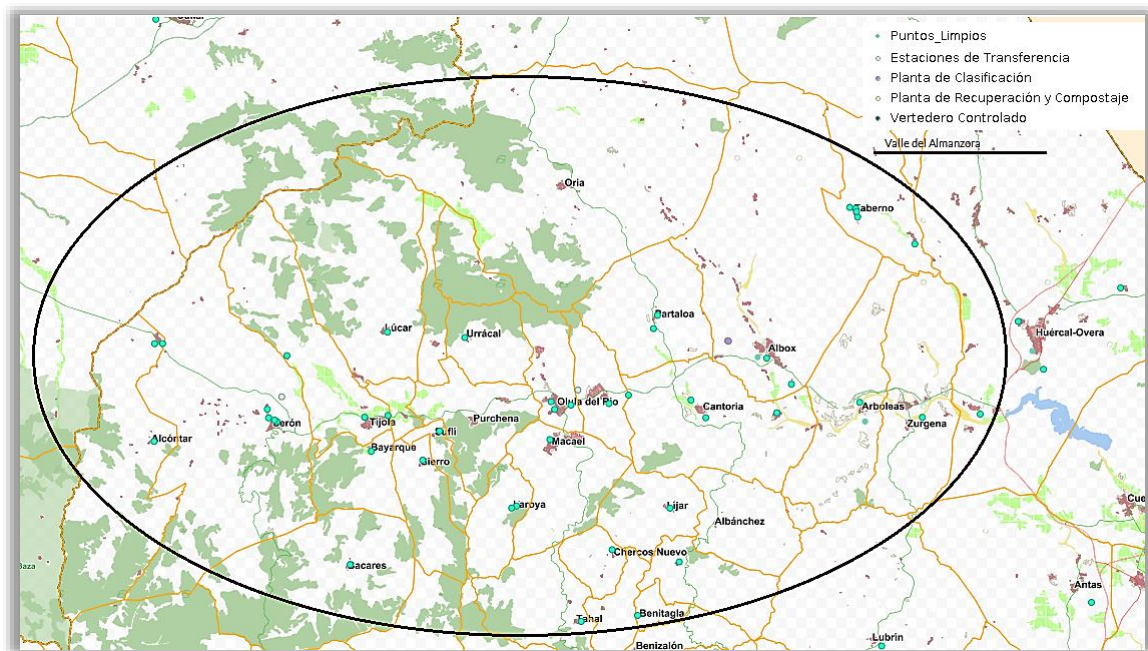 Puntos_Limpios
Estaciones de Transferencia
Planta de Clasificación
Planta de Recuperación y Compostaje
Vertedero Controlado
Valle del Almanzora
Oria
Taberno
Partaloa
Huércal-Overa
Lúcar
Urrácal
Albox
Olula del Río
Cantoria
Arboleas
Serón
Tíjola
Purchena
Zurgena
Sufli
Alcóntar
Bayarque
Macael
Sierro
Laroya
Líjar
Albánchez
Cue
Chercos Nuevo
Baza
Bacares
Antas
Benitagla
Tahal
Lubrín
Benizalón